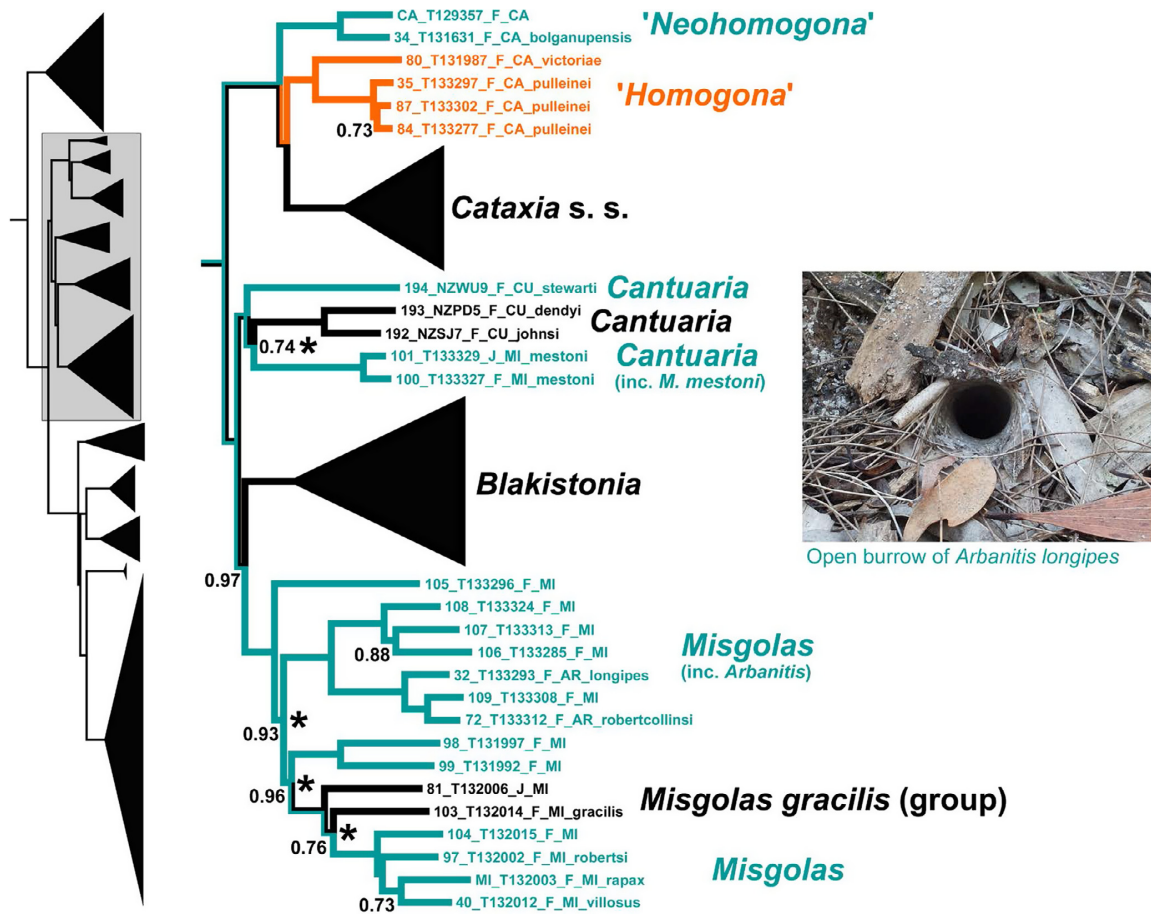 CA_T129357_F_CA
34_T131631_F_CA_bolganupensis
'Neohomogona'
80_T131987_F_CA_victoriae
35_T133297_F_CA_pulleinei
'Homogona'
87_T133302_F_CA_pulleinei
0.73
84_T133277_F_CA_pulleinei
Cataxia s. s.
194_NZWU9_F_CU_stewarti
Cantuaria
193_NZPD5_F_CU_dendyi
Cantuaria
192_NZSJ7_F_CU_johnsi
0.74 *
101_T133329_J_MI_mestoni
Cantuaria
100_T133327_F_MI_mestoni
(inc. M. mestoni)
Blakistonia
Open burrow of Arbanitis longipes
0.97
105_T133296_F_MI
108_T133324_F_MI
107_T133313_F_MI
Misgolas
0.88
106_T133285_F_MI
(inc. Arbanitis)
32_T133293_F_AR_longipes
109_T133308_F_MI
0.93 *
72_T133312_F_AR_robertcollinsi
98_T131997_F_MI
99_T131992_F_MI
0.96 *
81_T132006_J_MI
Misgolas gracilis (group)
103_T132014_F_MI_gracilis
0.76 *
104_T132015_F_MI
97_T132002_F_MI_robertsi
Misgolas
MI_T132003_F_MI_rapax
0.73
40_T132012_F_MI_villosus